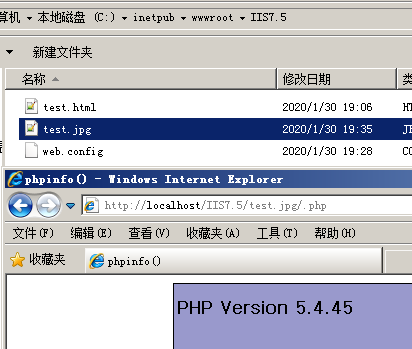 算机 ▾ 本地磁盘 (C:) ▸ inetpub ▸ wwwroot ▸ IIS7.5
新建文件夹
名称 修改日期
test.html 2020/1/30 19:06 HT
test.jpg 2020/1/30 19:35 JE
web.config 2020/1/30 19:28 CO
phpinfo() - Windows Internet Explorer
http://localhost/IIS7.5/test.jpg/.php
文件(F) 编辑(E) 查看(V) 收藏夹(A) 工具(T) 帮助(H)
收藏夹 phpinfo()
PHP Version 5.4.45